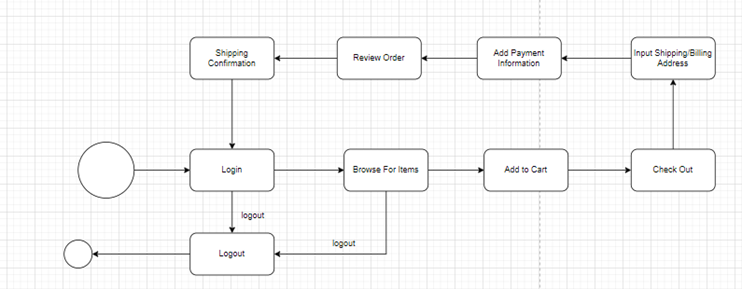 Shipping
Confirmation
Review Order
Add Payment
Information
Input Shipping/Billing
Address
Login
Browse For Items
Add to Cart
Check Out
logout
logout
Logout